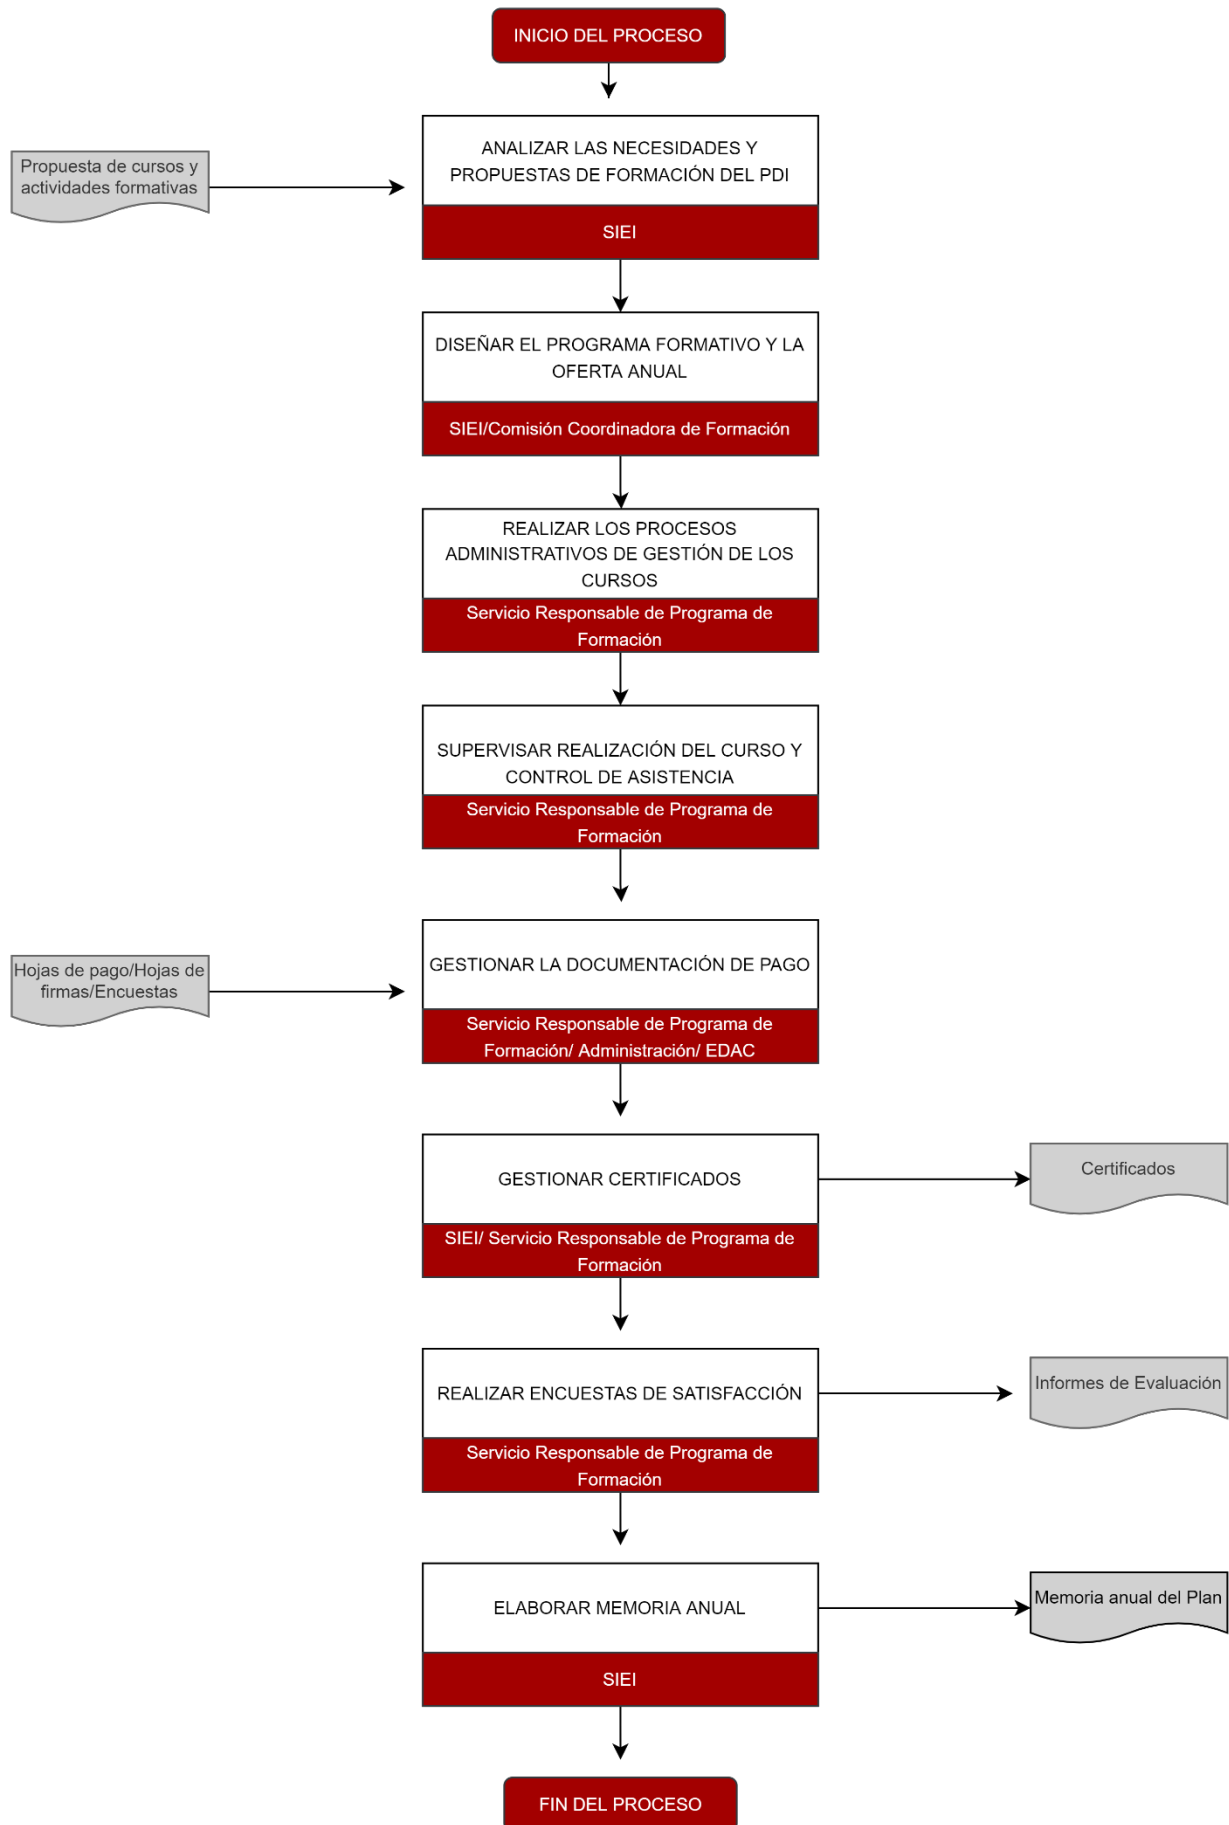 INICIO DEL PROCESO
ANALIZAR LAS NECESIDADES Y
PROPUESTAS DE FORMACIÓN DEL PDI
SIEI
Propuesta de cursos y
actividades formativas
DISEÑAR EL PROGRAMA FORMATIVO Y LA
OFERTA ANUAL
SIEI/Comisión Coordinadora de Formación
REALIZAR LOS PROCESOS
ADMINISTRATIVOS DE GESTIÓN DE LOS
CURSOS
Servicio Responsable de Programa de
Formación
SUPERVISAR REALIZACIÓN DEL CURSO Y
CONTROL DE ASISTENCIA
Servicio Responsable de Programa de
Formación
Hojas de pago/Hojas de
firmas/Encuestas
GESTIONAR LA DOCUMENTACIÓN DE PAGO
Servicio Responsable de Programa de
Formación/ Administración/ EDAC
GESTIONAR CERTIFICADOS
SIEI/ Servicio Responsable de Programa de
Formación
Certificados
REALIZAR ENCUESTAS DE SATISFACCIÓN
Servicio Responsable de Programa de
Formación
Informes de Evaluación
ELABORAR MEMORIA ANUAL
SIEI
Memoria anual del Plan
FIN DEL PROCESO